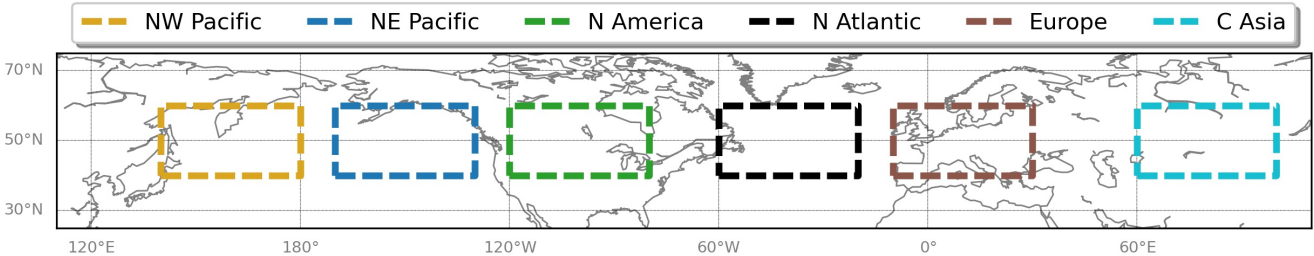 NW Pacific NE Pacific N America N Atlantic Europe C Asia
70°N
50°N
30°N
120°E 180° 120°W 60°W 0° 60°E